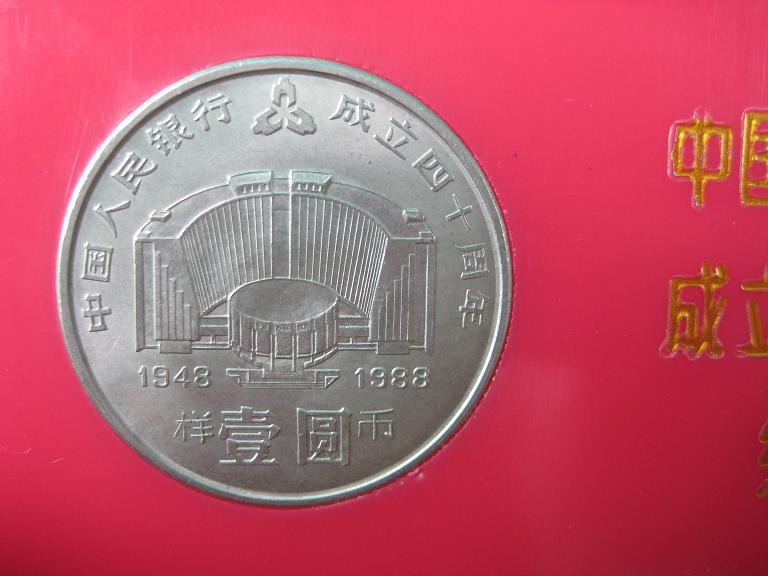 中国人民银行 成立四十周年
1948 1988
样壹圆币
中国
成立